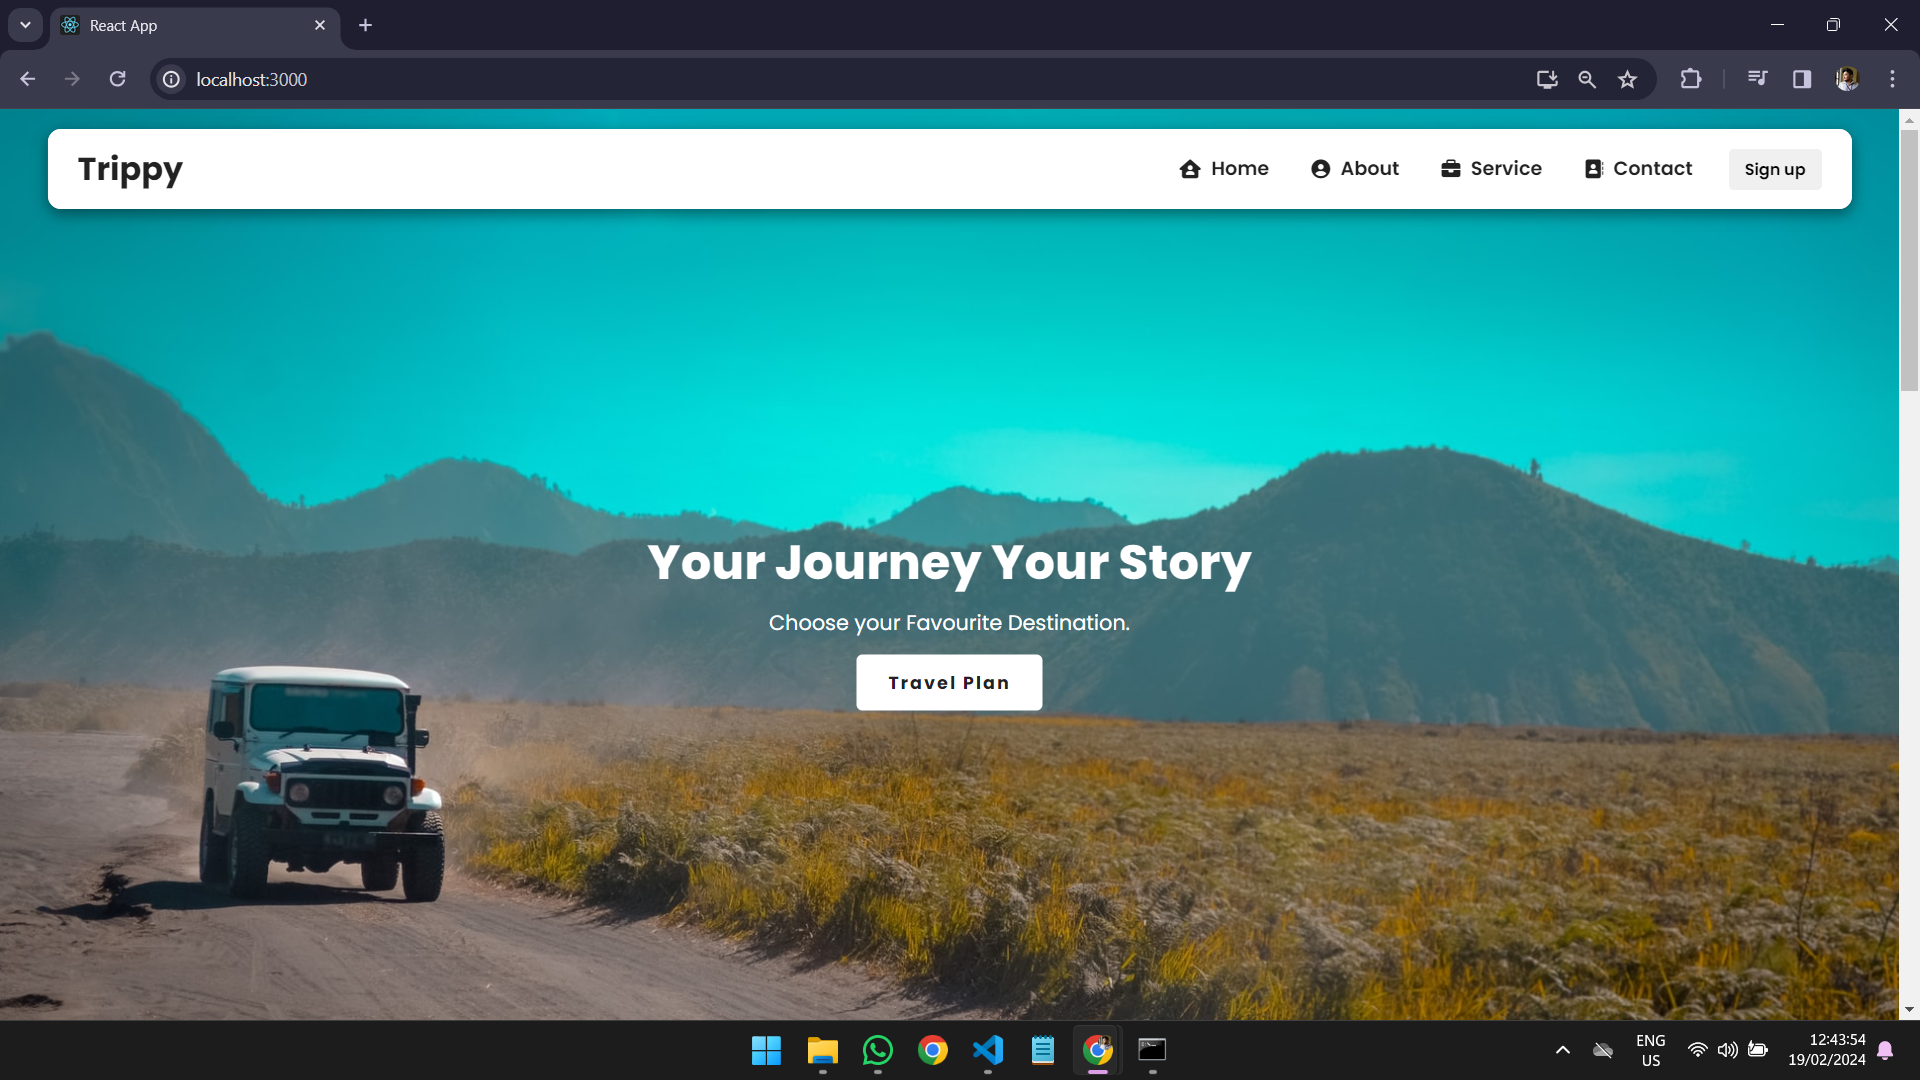 React App
localhost:3000
Trippy
Home
About
Service
Contact
Sign up
Your Journey Your Story
Choose your Favourite Destination.
Travel Plan
ENG
US
12:43:54
19/02/2024